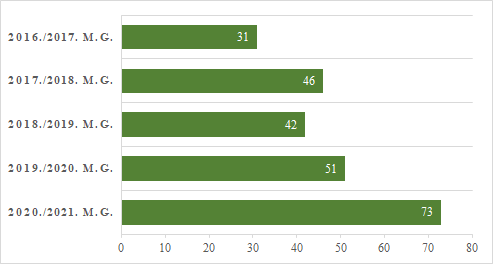 2016./2017. M.G. 31
2017./2018. M.G. 46
2018./2019. M.G. 42
2019./2020. M.G. 51
2020./2021. M.G. 73
0 10 20 30 40 50 60 70 80